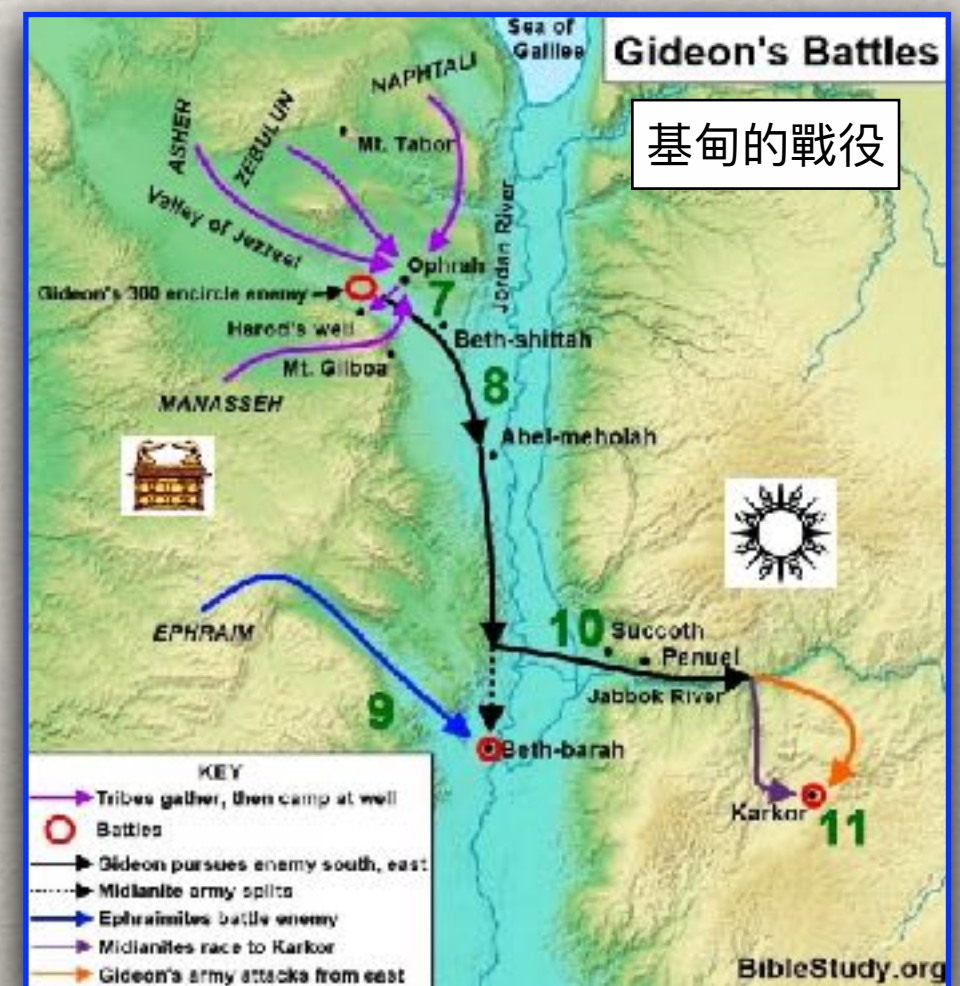 Sea of
Galilee
Gideon's Battles
基甸的戰役
NAPHTALI
ASHER
ZEBULUN
Mt. Tabor
Valley of Jezreel
Jordan River
Ophrah
Gideon's 300 encircle enemy
7
Harod's well
Beth-shittah
Mt. Gilboa
8
MANASSEH
Abel-meholah
EPHRAIM
10
Succoth
Penuel
Jabbok River
9
Beth-barah
Karkor
11
KEY
Tribes gather, then camp at well
Battles
Gideon pursues enemy south, east
Midianite army splits
Ephraimites battle enemy
Midianites race to Karkor
Gideon's army attacks from east
BibleStudy.org